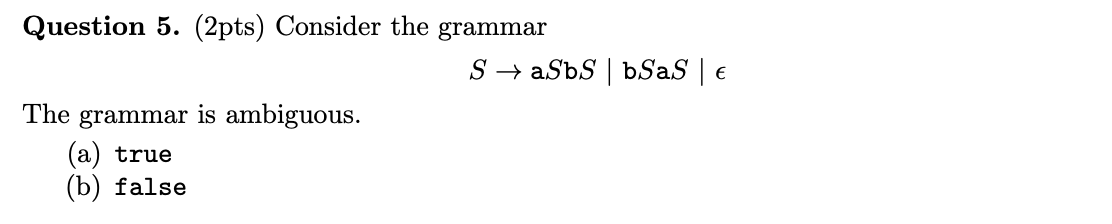 Question 5. (2pts) Consider the grammar
S → aSbS | bSaS | ϵ
The grammar is ambiguous.
(a) true
(b) false